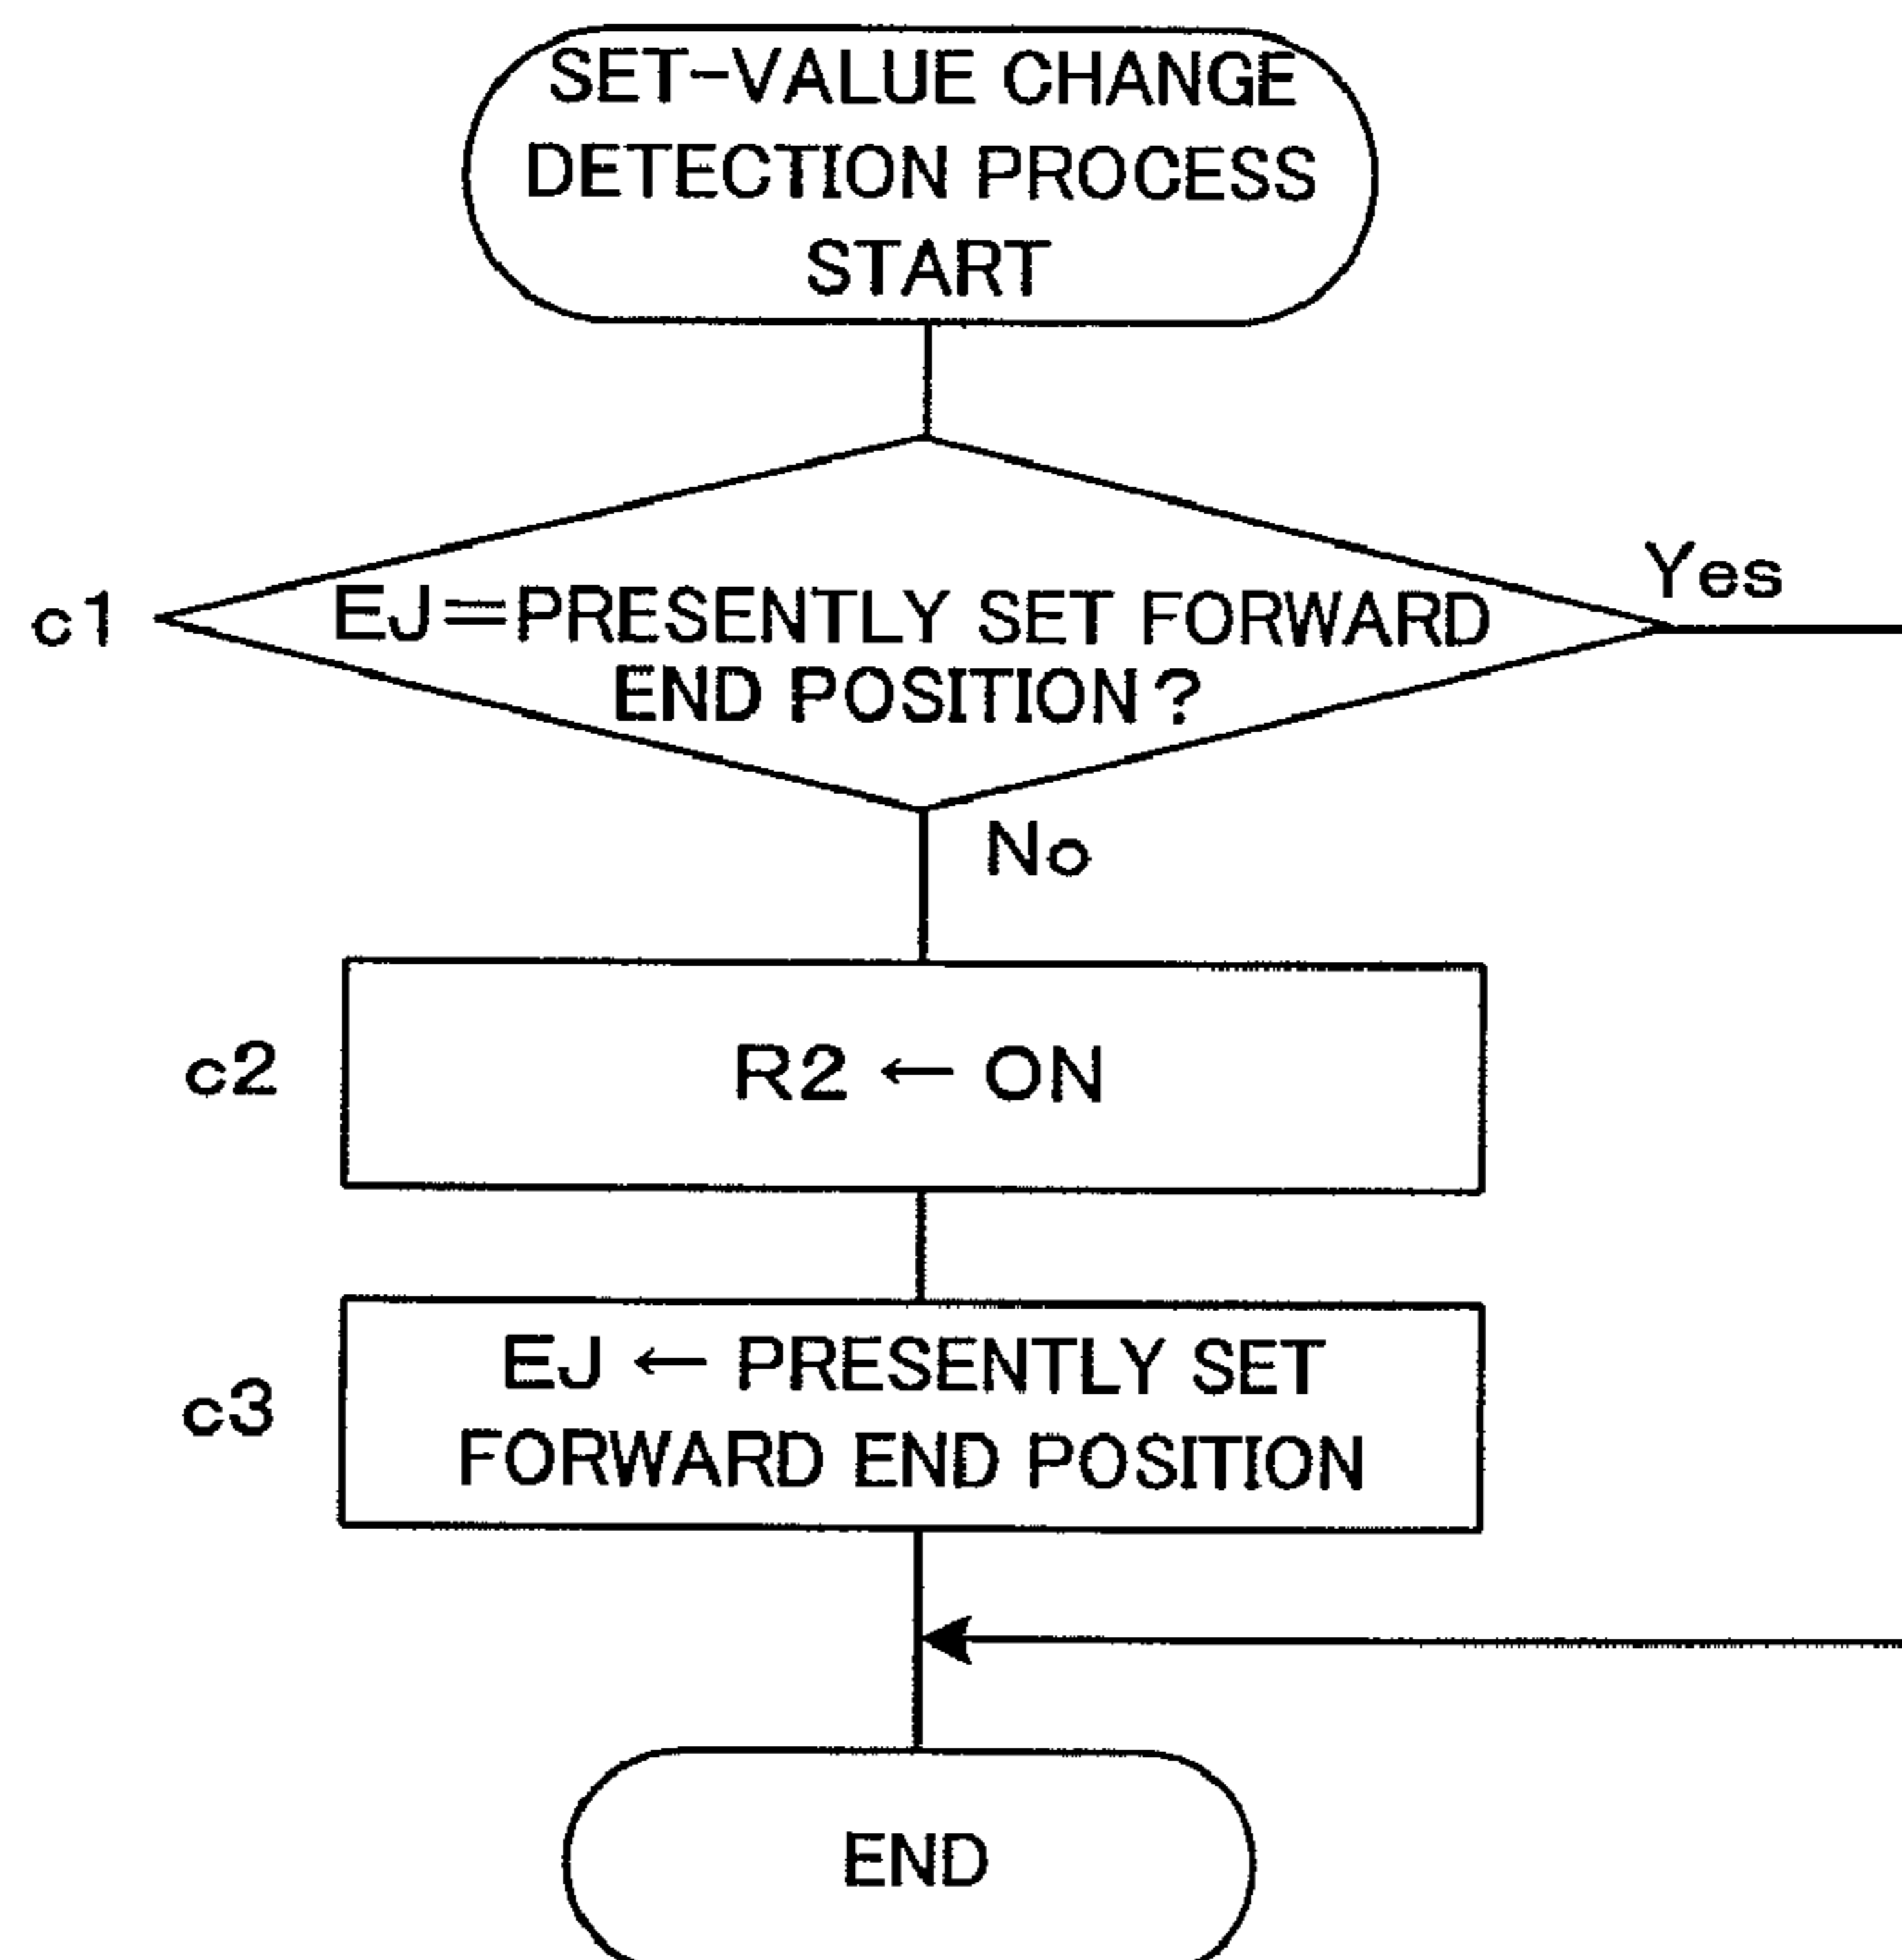 SET-VALUE CHANGE
DETECTION PROCESS
START
Yes
c1
EJ=PRESENTLY SET FORWARD
END POSITION?
No
c2
R2 ← ON
c3
EJ ← PRESENTLY SET
FORWARD END POSITION
END